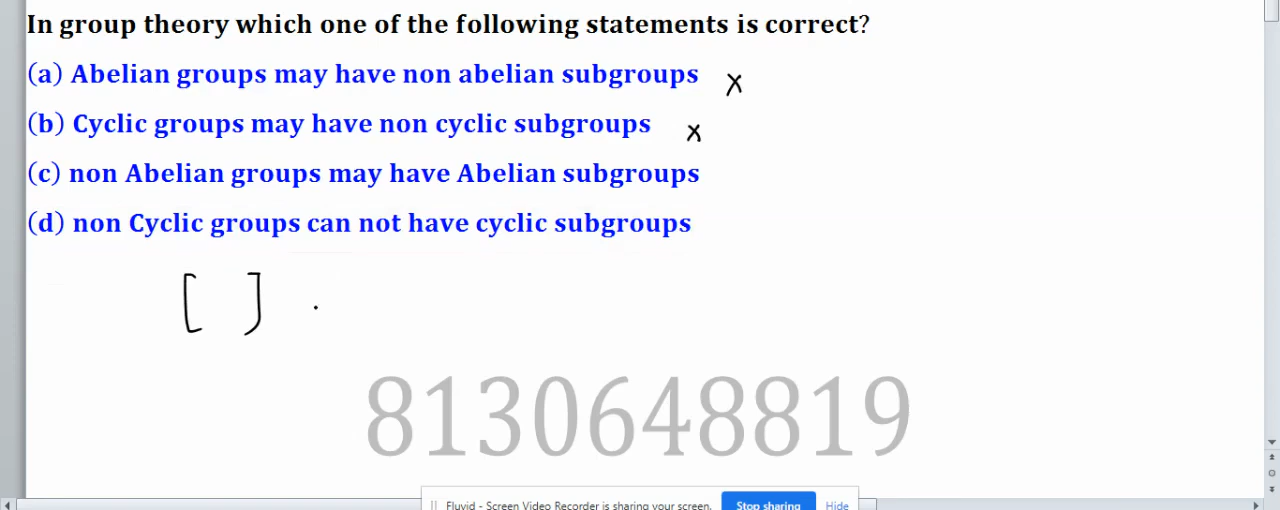 In group theory which one of the following statements is correct?
(a) Abelian groups may have non abelian subgroups x
(b) Cyclic groups may have non cyclic subgroups x
(c) non Abelian groups may have Abelian subgroups
(d) non Cyclic groups can not have cyclic subgroups
[ ] .
8130648819
|| Fluvid - Screen Video Recorder is sharing your screen. Stop sharing Hide